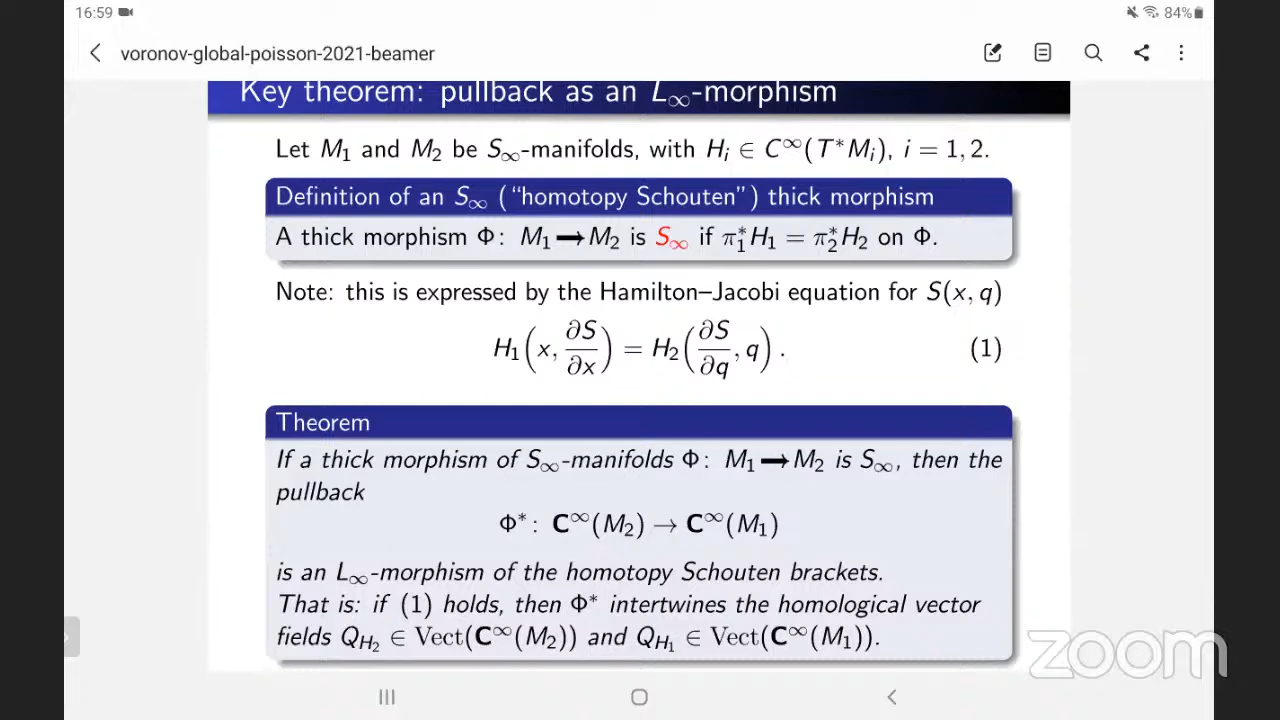 16:59 84%
voronov-global-poisson-2021-beamer
Key theorem: pullback as an L∞-morphism
Let M₁ and M₂ be S∞-manifolds, with Hᵢ ∈ C^∞(T*Mᵢ), i = 1, 2.
Definition of an S∞ (“homotopy Schouten”) thick morphism
A thick morphism Φ: M₁ ➞ M₂ is S∞ if π₁*H₁ = π₂*H₂ on Φ.
Note: this is expressed by the Hamilton–Jacobi equation for S(x, q)
H₁(x, ∂S/∂x) = H₂(∂S/∂q, q). (1)
Theorem
If a thick morphism of S∞-manifolds Φ: M₁ ➞ M₂ is S∞, then the
pullback
Φ*: C^∞(M₂) → C^∞(M₁)
is an L∞-morphism of the homotopy Schouten brackets.
That is: if (1) holds, then Φ* intertwines the homological vector
fields Q_{H₂} ∈ Vect(C^∞(M₂)) and Q_{H₁} ∈ Vect(C^∞(M₁)).
zoom